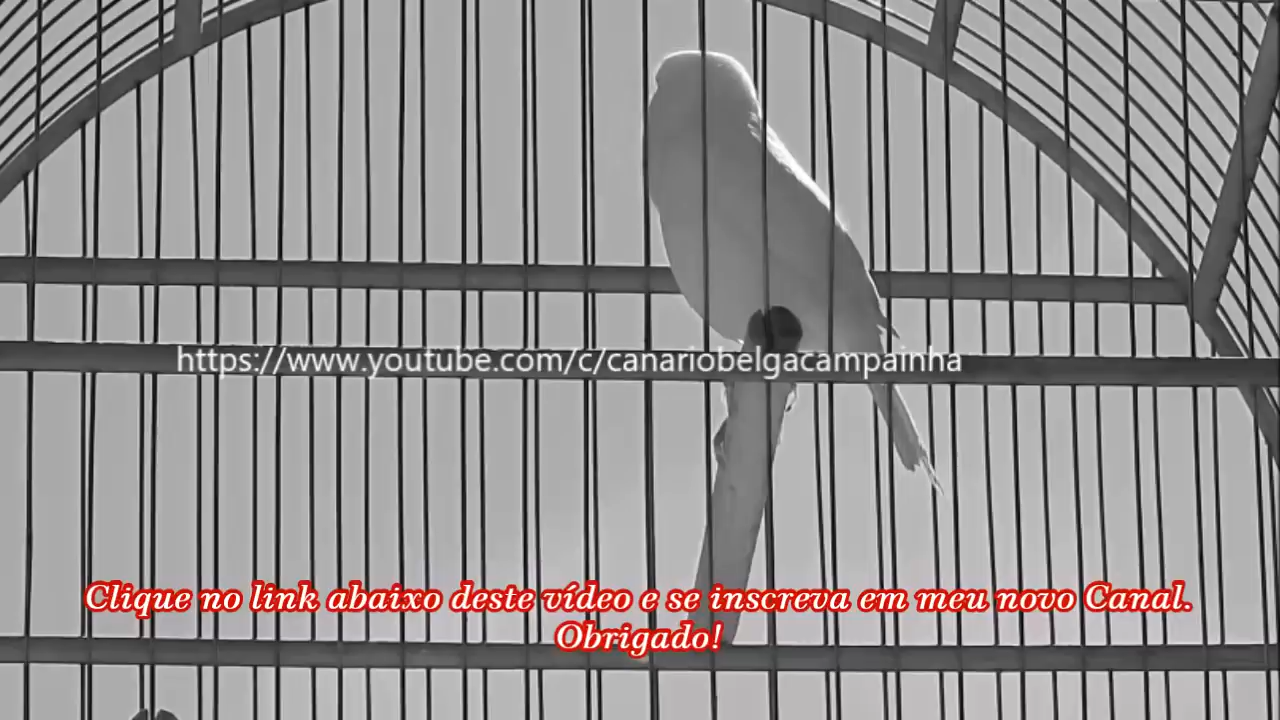 https://www.youtube.com/c/canariobelgacampainha
Clique no link abaixo deste vídeo e se inscreva em meu novo Canal.
Obrigado!